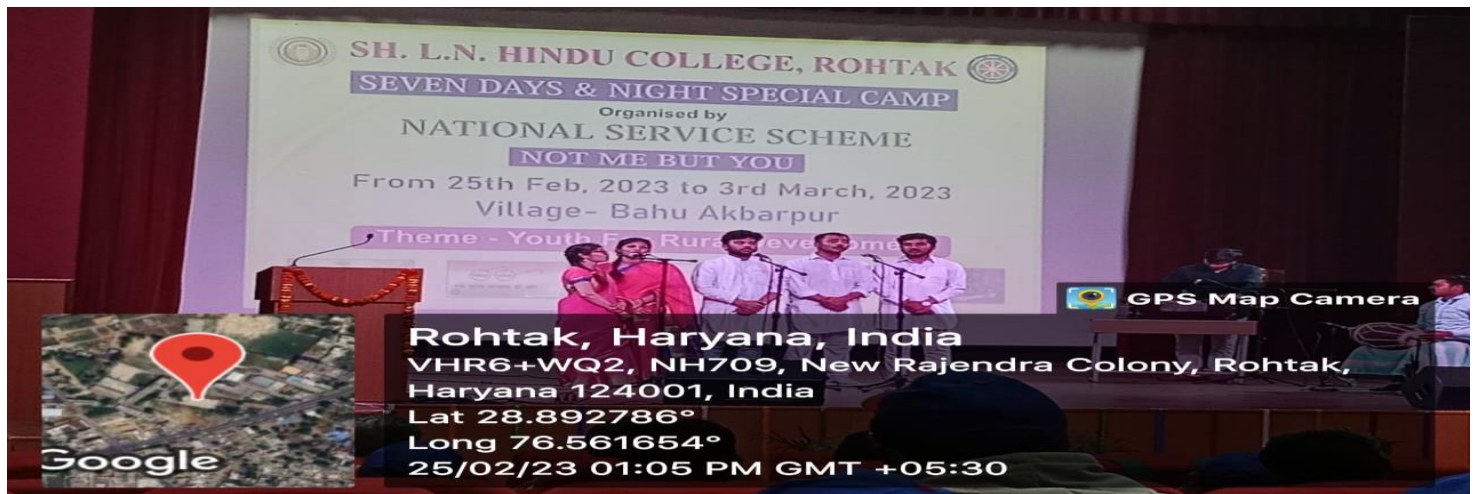 SH. L.N. HINDU COLLEGE, ROHTAK
SEVEN DAYS & NIGHT SPECIAL CAMP
Organised by
NATIONAL SERVICE SCHEME
NOT ME BUT YOU
From 25th Feb, 2023 to 3rd March, 2023
Village- Bahu Akbarpur
Theme - Youth For Rural Development
GPS Map Camera
Rohtak, Haryana, India
VHR6+WQ2, NH709, New Rajendra Colony, Rohtak,
Haryana 124001, India
Lat 28.892786°
Long 76.561654°
25/02/23 01:05 PM GMT +05:30
Google